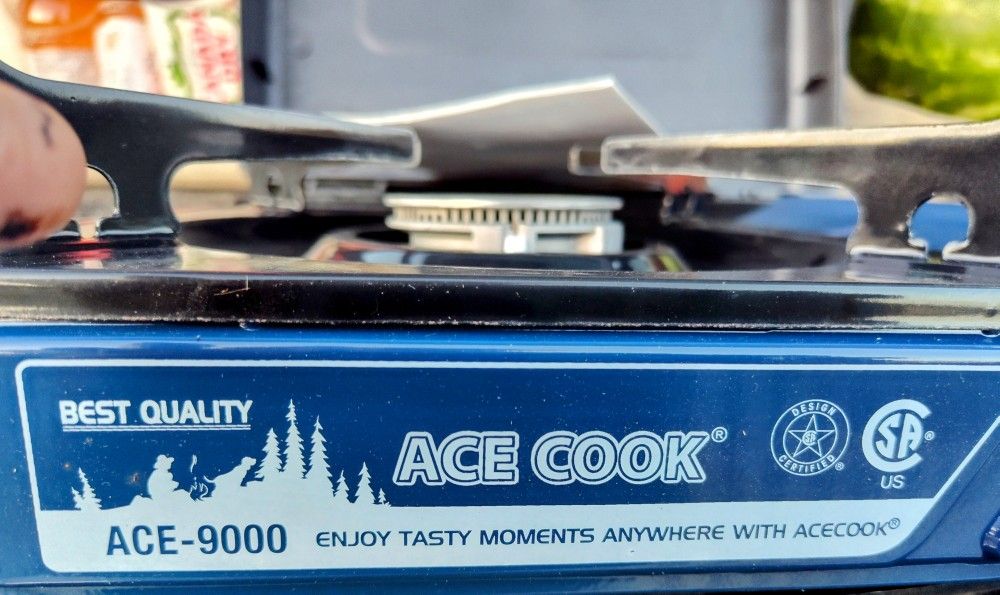 BEST QUALITY
ACE COOK®
DESIGN
CERTIFIED®
SA®
US
ACE-9000
ENJOY TASTY MOMENTS ANYWHERE WITH ACECOOK®